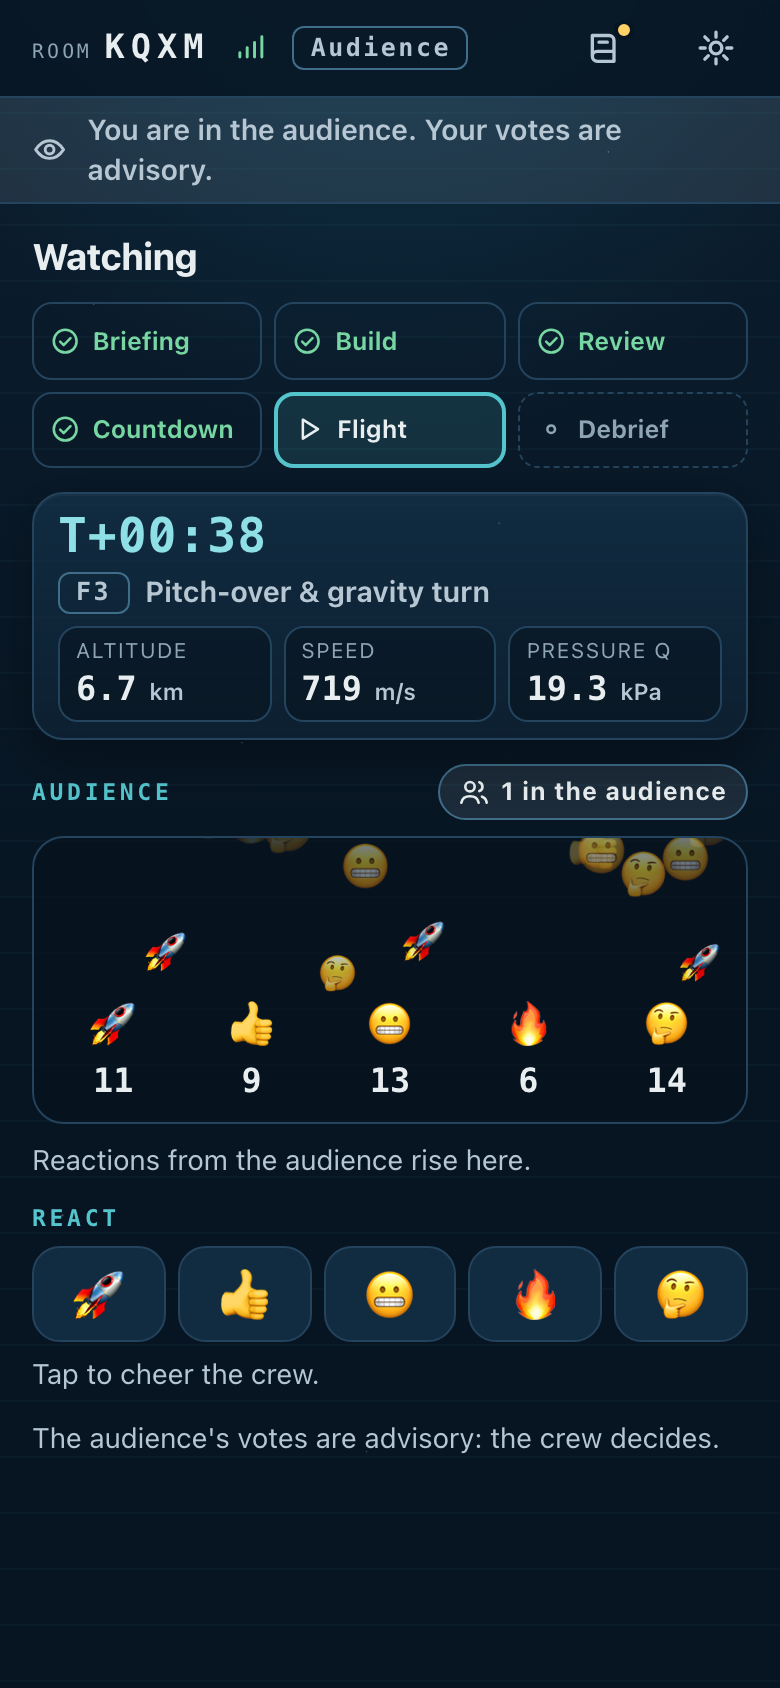 ROOM KQXM Audience
You are in the audience. Your votes are
advisory.
Watching
Briefing Build Review
Countdown Flight Debrief
T+00:38
F3 Pitch-over & gravity turn
ALTITUDE SPEED PRESSURE Q
6.7 km 719 m/s 19.3 kPa
AUDIENCE 1 in the audience
11 9 13 6 14
Reactions from the audience rise here.
REACT
Tap to cheer the crew.
The audience's votes are advisory: the crew decides.